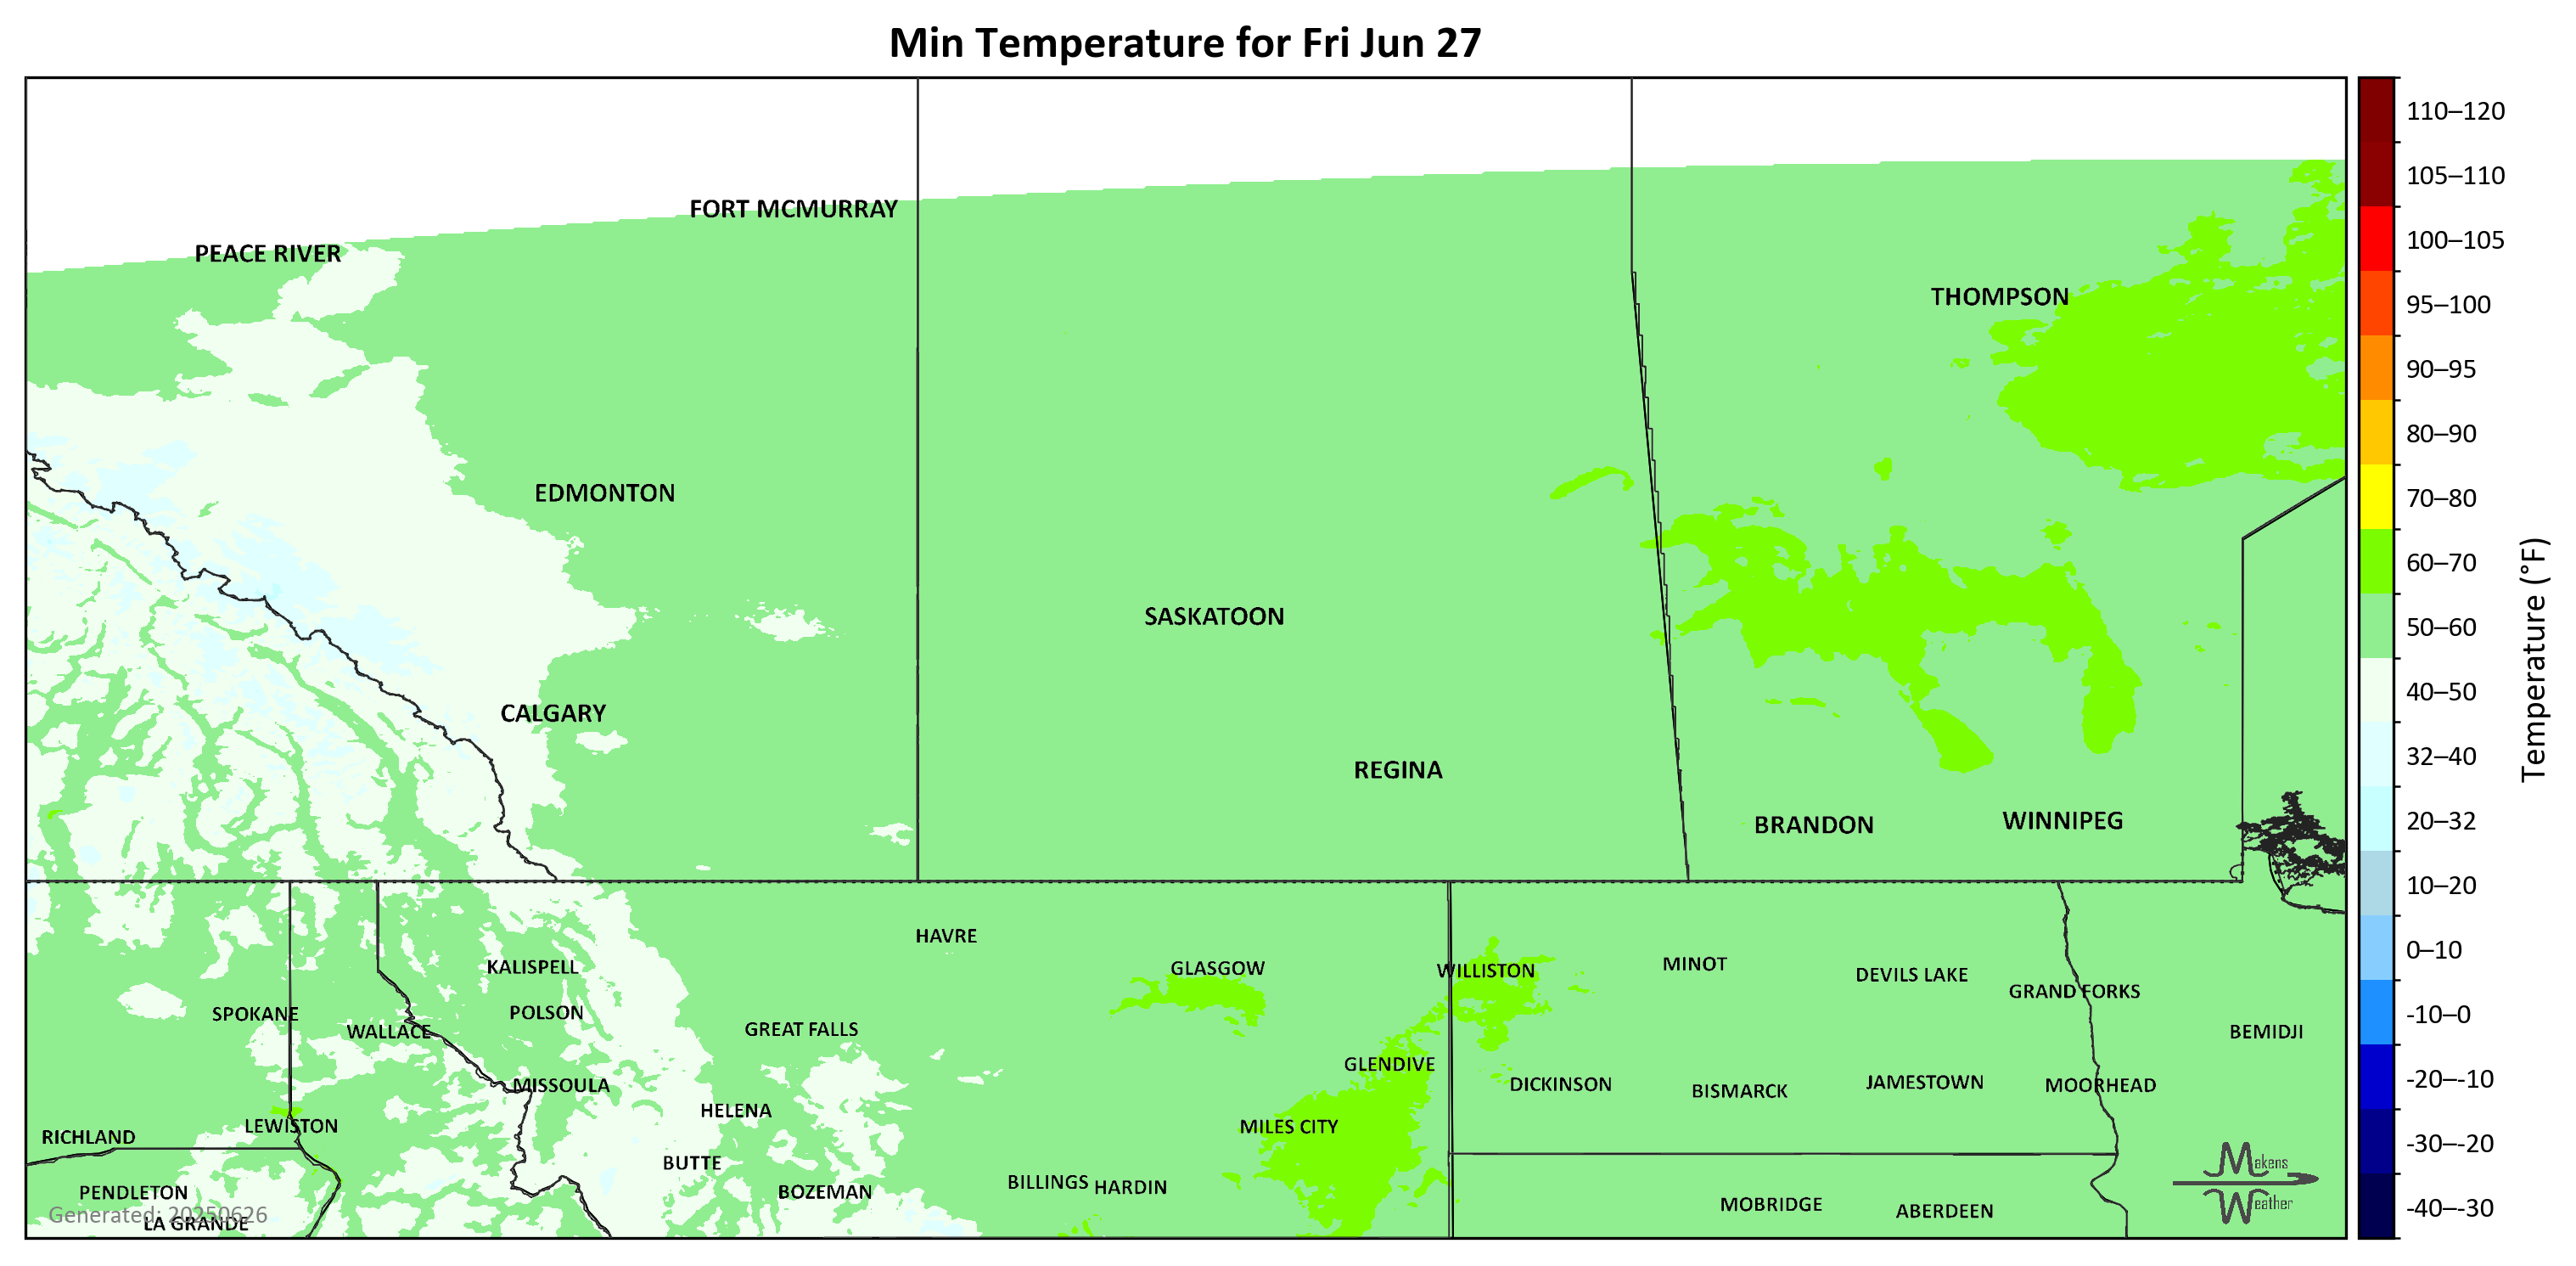 Min Temperature for Fri Jun 27
110–120
105–110
100–105
95–100
90–95
80–90
70–80
60–70
50–60
40–50
32–40
20–32
10–20
0–10
-10–0
-20–-10
-30–-20
-40–-30
Temperature (°F)
FORT MCMURRAY
PEACE RIVER
THOMPSON
EDMONTON
SASKATOON
CALGARY
REGINA
BRANDON
WINNIPEG
HAVRE
KALISPELL
GLASGOW
WILLISTON
MINOT
DEVILS LAKE
GRAND FORKS
SPOKANE
POLSON
WALLACE
GREAT FALLS
BEMIDJI
GLENDIVE
MISSOULA
DICKINSON
BISMARCK
JAMESTOWN
MOORHEAD
HELENA
LEWISTON
MILES CITY
RICHLAND
BUTTE
BILLINGS
HARDIN
PENDLETON
BOZEMAN
MOBRIDGE
ABERDEEN
LA GRANDE
Generated: 20250626
Makens
Weather